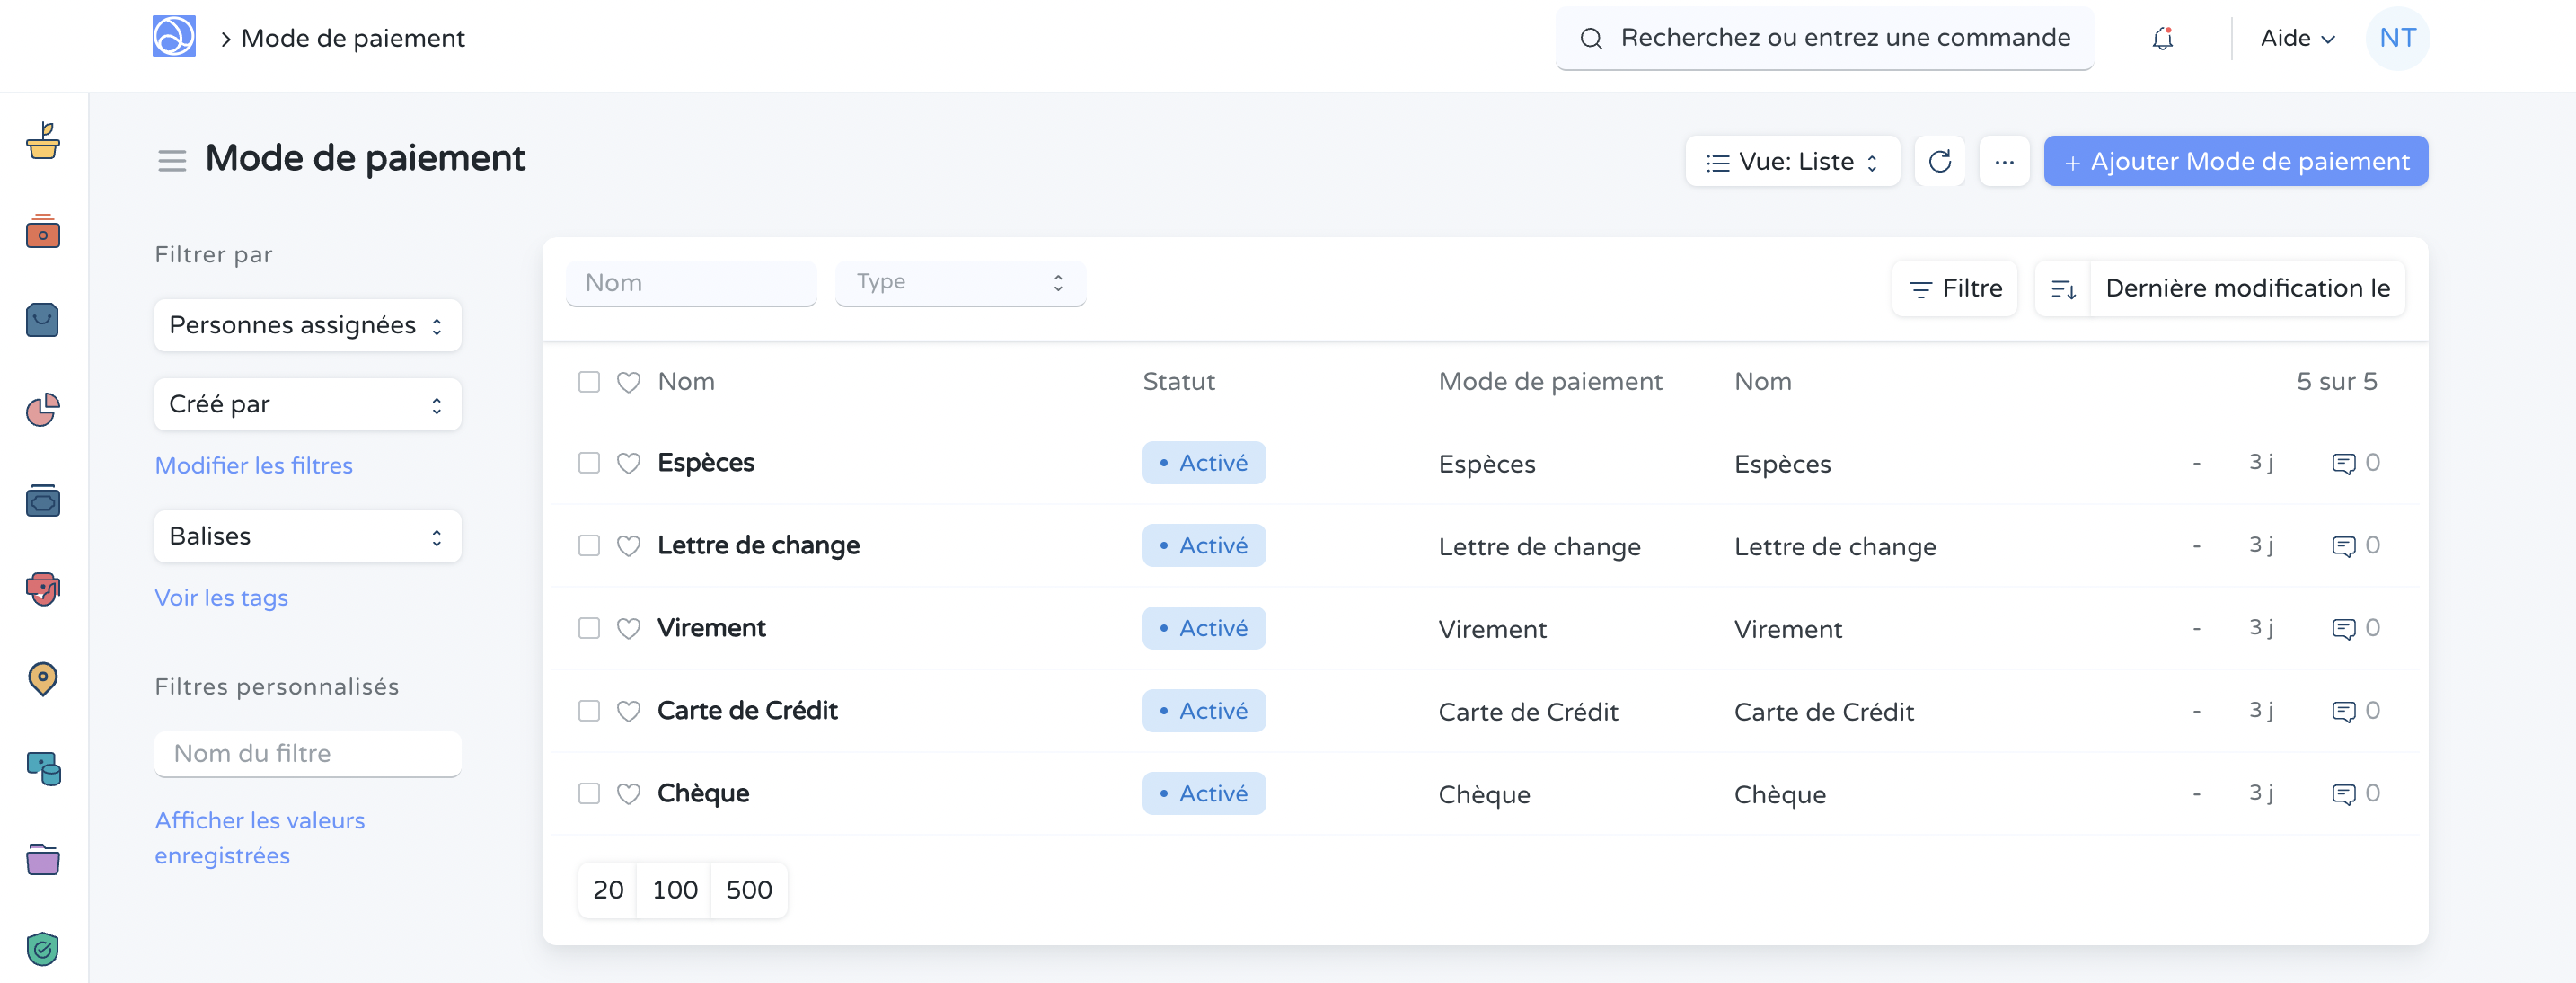 Mode de paiement
Recherchez ou entrez une commande
Aide
NT
Mode de paiement
Vue: Liste
+ Ajouter Mode de paiement
Filtrer par
Personnes assignées
Créé par
Modifier les filtres
Balises
Voir les tags
Filtres personnalisés
Nom du filtre
Afficher les valeurs
enregistrées
Nom
Type
Filtre
Dernière modification le
Nom Statut Mode de paiement Nom 5 sur 5
Espèces • Activé Espèces Espèces - 3 j 0
Lettre de change • Activé Lettre de change Lettre de change - 3 j 0
Virement • Activé Virement Virement - 3 j 0
Carte de Crédit • Activé Carte de Crédit Carte de Crédit - 3 j 0
Chèque • Activé Chèque Chèque - 3 j 0
20 100 500